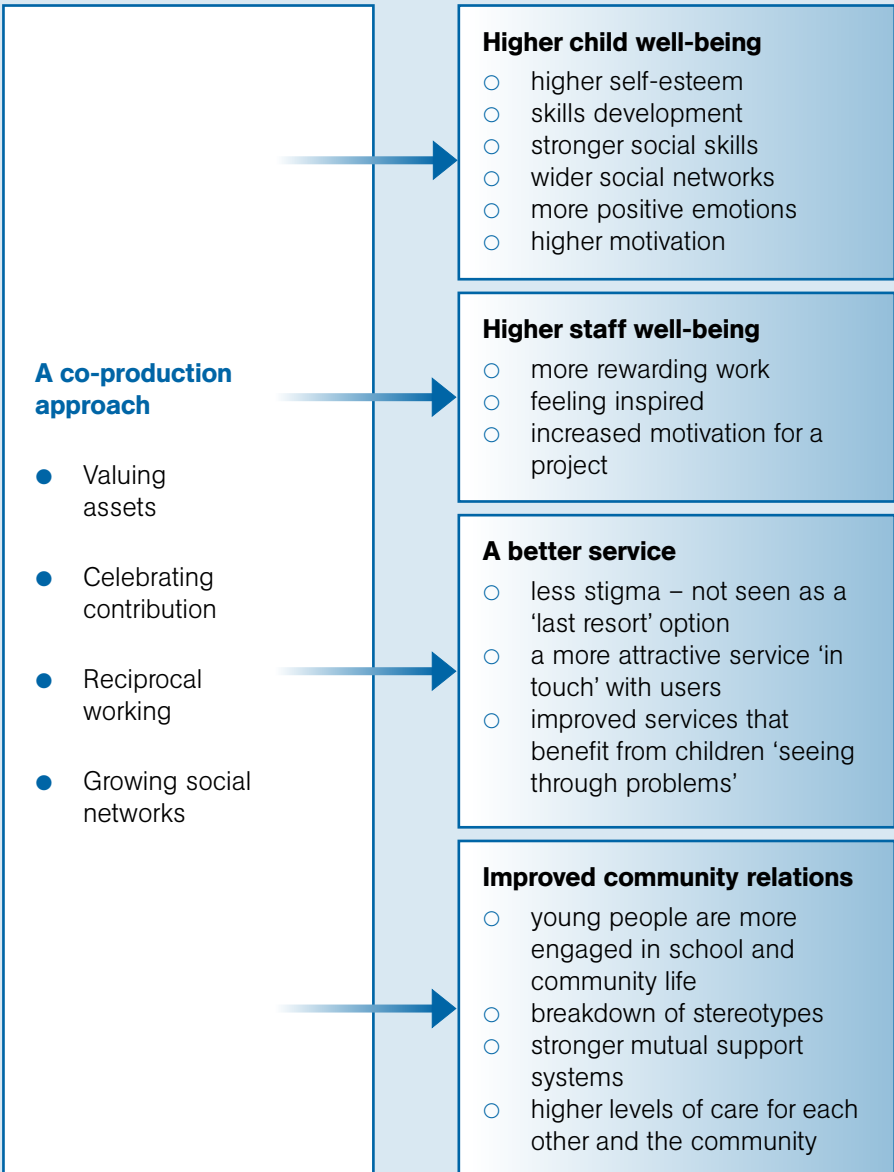 A co-production
approach
● Valuing
assets
● Celebrating
contribution
● Reciprocal
working
● Growing social
networks
Higher child well-being
○ higher self-esteem
○ skills development
○ stronger social skills
○ wider social networks
○ more positive emotions
○ higher motivation
Higher staff well-being
○ more rewarding work
○ feeling inspired
○ increased motivation for a
project
A better service
○ less stigma – not seen as a
‘last resort’ option
○ a more attractive service ‘in
touch’ with users
○ improved services that
benefit from children ‘seeing
through problems’
Improved community relations
○ young people are more
engaged in school and
community life
○ breakdown of stereotypes
○ stronger mutual support
systems
○ higher levels of care for each
other and the community